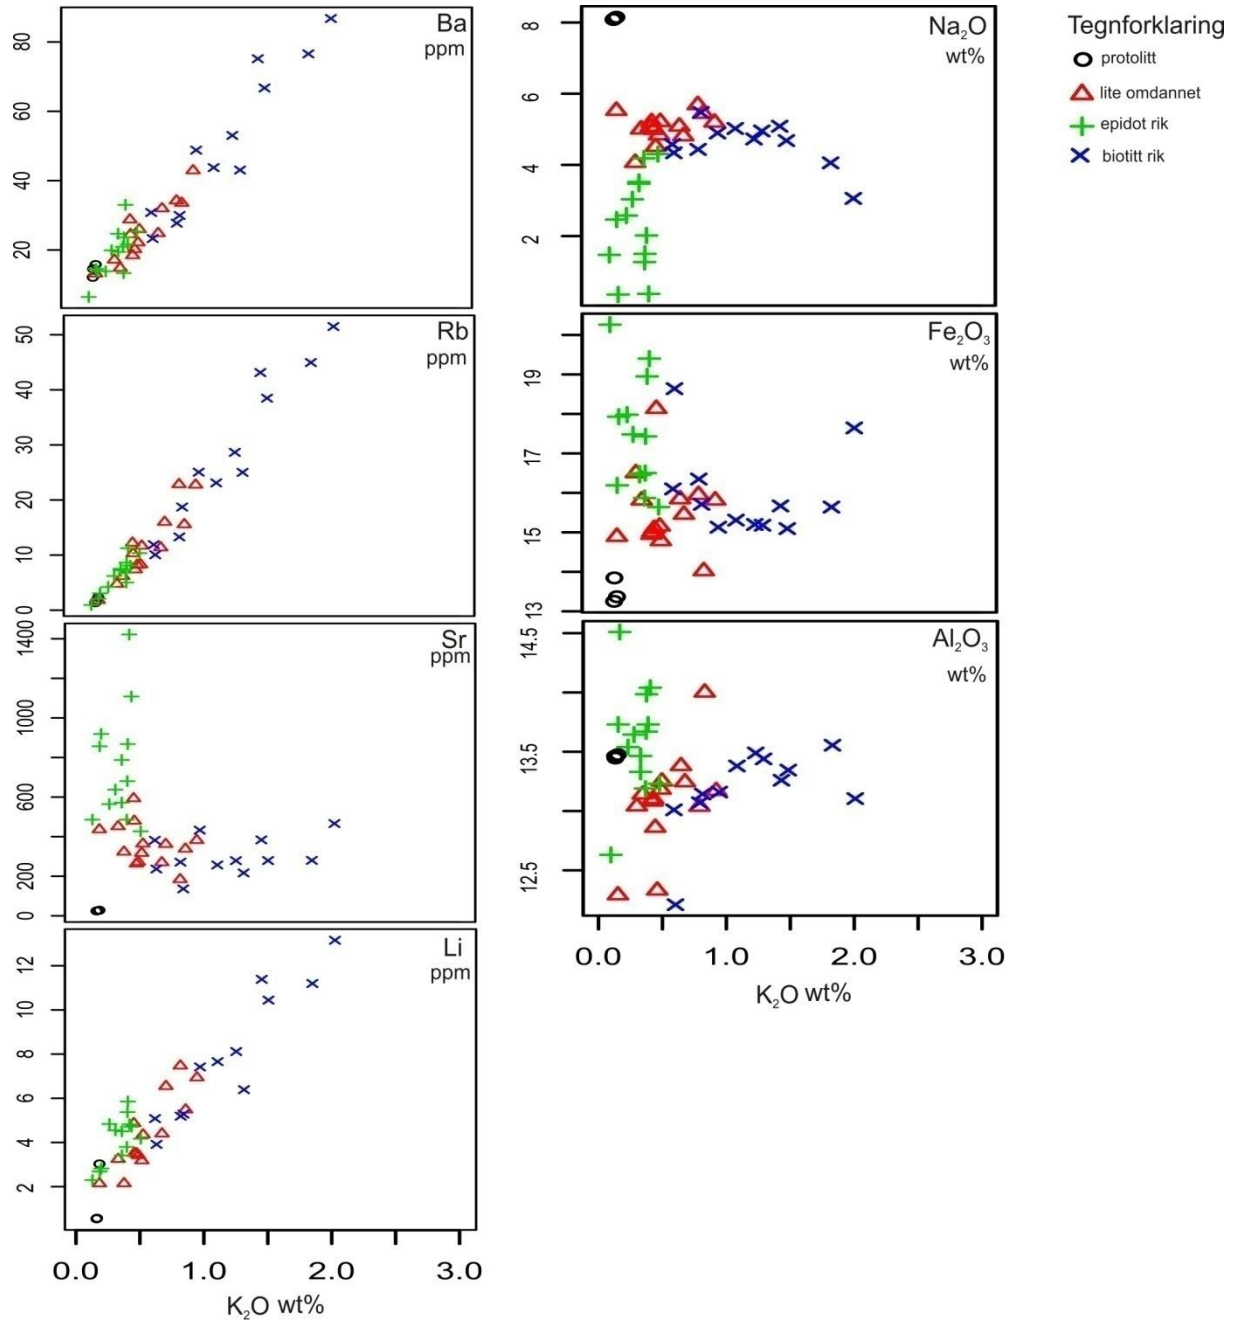 Ba
ppm
80
60
40
20
Rb
ppm
50
40
30
20
10
0
Sr
ppm
1400
1000
600
200
0
Li
ppm
12
10
8
6
4
2
0.0 1.0 2.0 3.0
K₂O wt%
Na₂O
wt%
8
6
4
2
Fe₂O₃
wt%
19
17
15
13
Al₂O₃
wt%
14.5
13.5
12.5
0.0 1.0 2.0 3.0
K₂O wt%
Tegnforklaring
protolitt
lite omdannet
epidot rik
biotitt rik